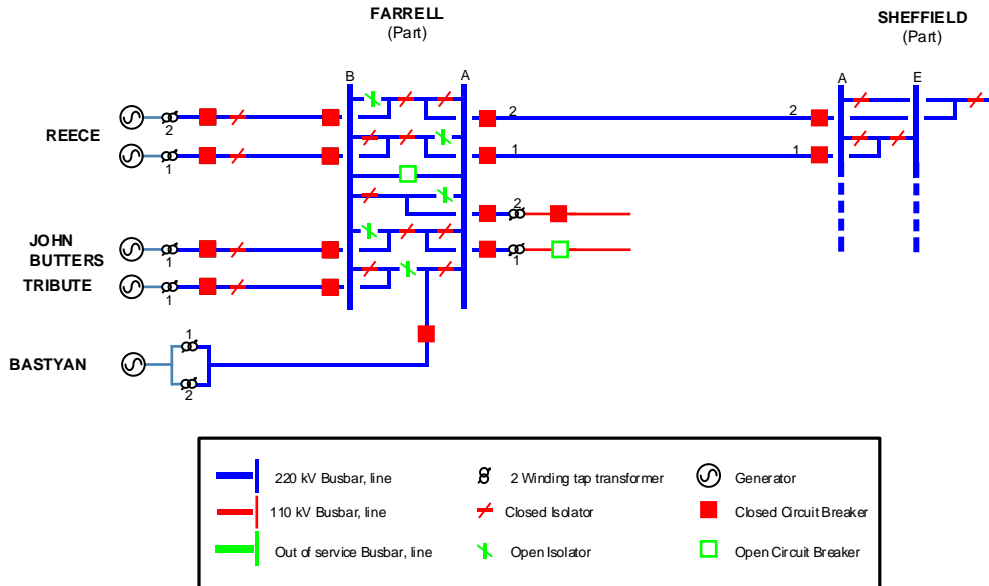 FARRELL
(Part)
SHEFFIELD
(Part)
B
A
A
E
REECE
2
2
2
1
1
1
2
JOHN
BUTTERS
1
1
TRIBUTE
1
BASTYAN
1
2
220 kV Busbar, line
2 Winding tap transformer
Generator
110 kV Busbar, line
Closed Isolator
Closed Circuit Breaker
Out of service Busbar, line
Open Isolator
Open Circuit Breaker